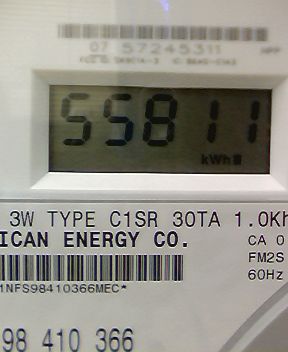 07 57245311
55811
kWh
3W TYPE C1SR 30TA 1.0Kh
ICAN ENERGY CO.
CA 0
FM2S
60Hz
1NFS98410366MEC*
98 410 366